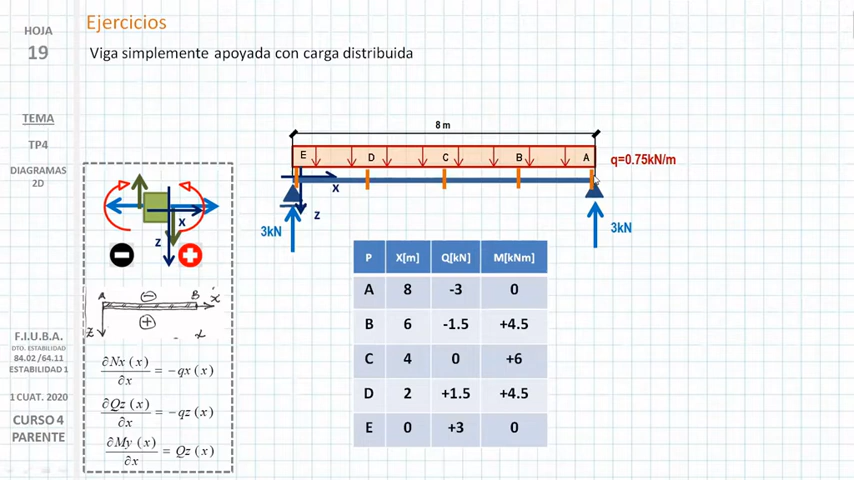 Ejercicios
HOJA
19
Viga simplemente apoyada con carga distribuida
TEMA
TP4
DIAGRAMAS
2D
8 m
E D C B A
q=0.75kN/m
x
z
3kN
3kN
x
z
A B x
z x
P X[m] Q[kN] M[kNm]
A 8 -3 0
B 6 -1.5 +4.5
C 4 0 +6
D 2 +1.5 +4.5
E 0 +3 0
∂Nx (x)/∂x = −qx (x)
∂Qz (x)/∂x = −qz (x)
∂My (x)/∂x = Qz (x)
F.I.U.B.A.
DTO. ESTABILIDAD
84.02 /64.11
ESTABILIDAD 1
1 CUAT. 2020
CURSO 4
PARENTE